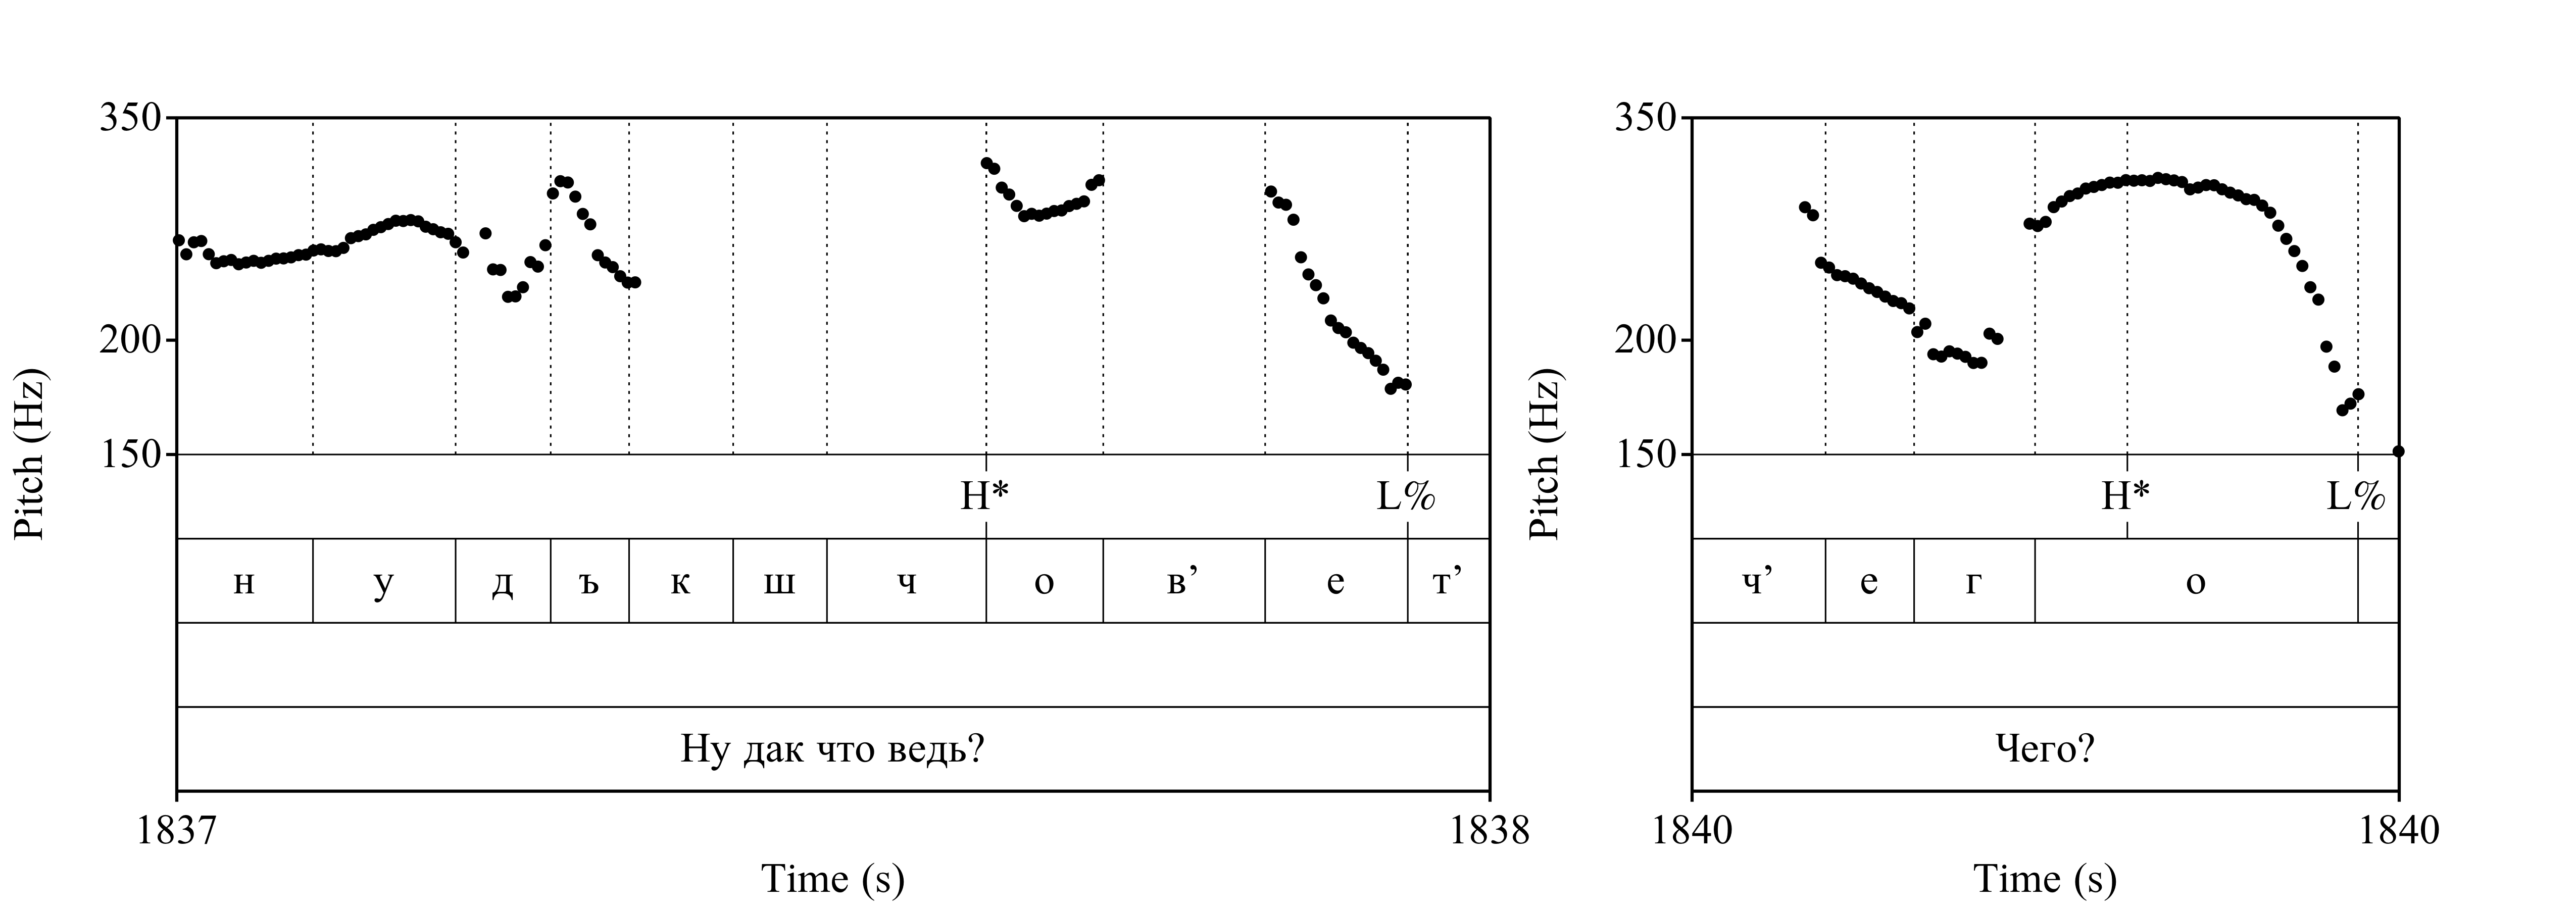 350
200
150
Pitch (Hz)
H* L%
н у д ъ к ш ч о в’ е т’
Ну дак что ведь?
1837 1838
Time (s)
350
200
150
Pitch (Hz)
H* L%
ч’ е г о
Чего?
1840 1840
Time (s)